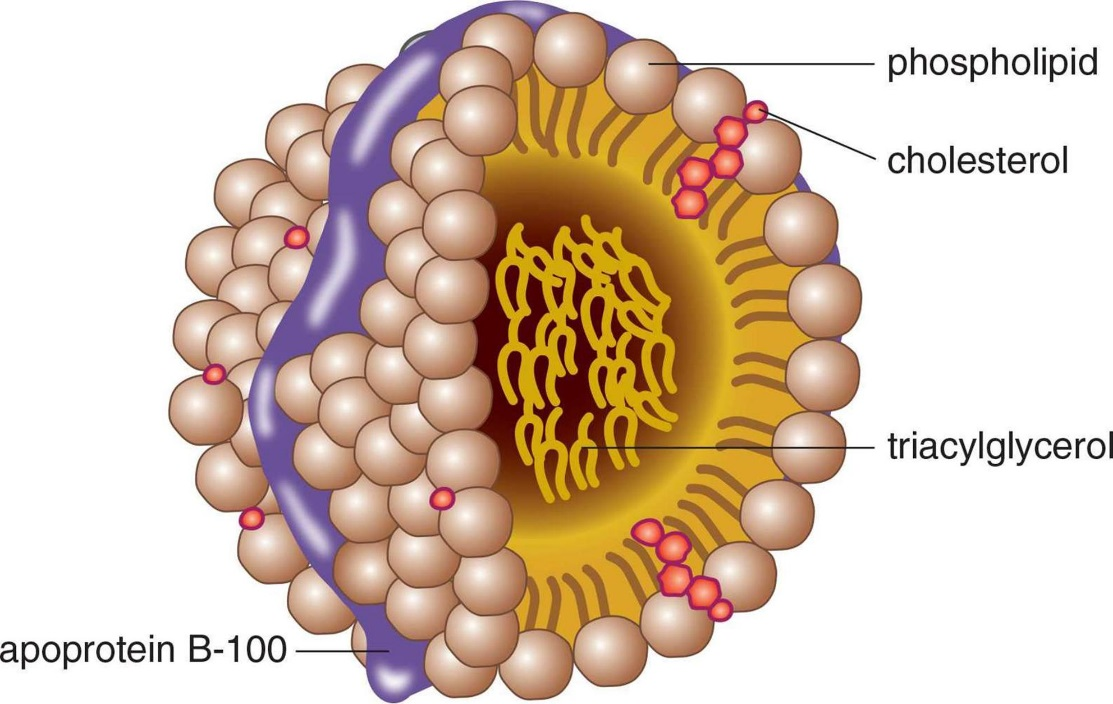 phospholipid
cholesterol
triacylglycerol
apoprotein B-100